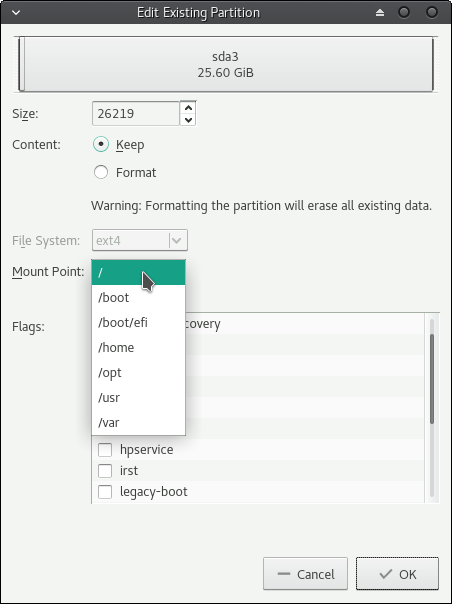 Edit Existing Partition
sda3
25.60 GiB
Size: 26219
Content: Keep
Format
Warning: Formatting the partition will erase all existing data.
File System: ext4
Mount Point: /
/boot
/boot/efi
Flags: covery
/home
/opt
/usr
/var
hpservice
irst
legacy-boot
Cancel OK